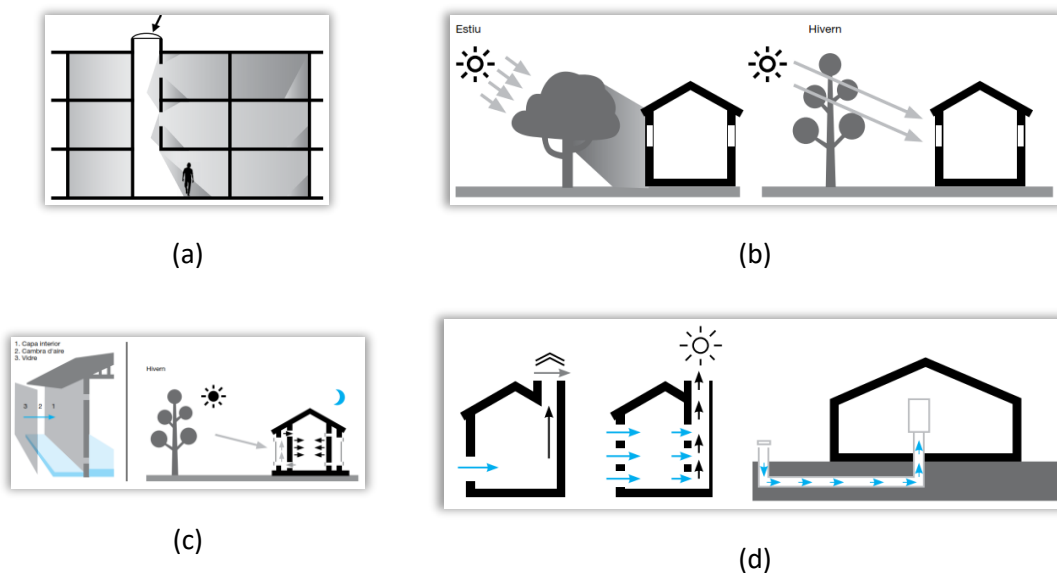 (a)
Estiu
Hivern
(b)
1. Capa interior
2. Cambra d'aire
3. Vidre
3 2 1
Hivern
(c)
(d)